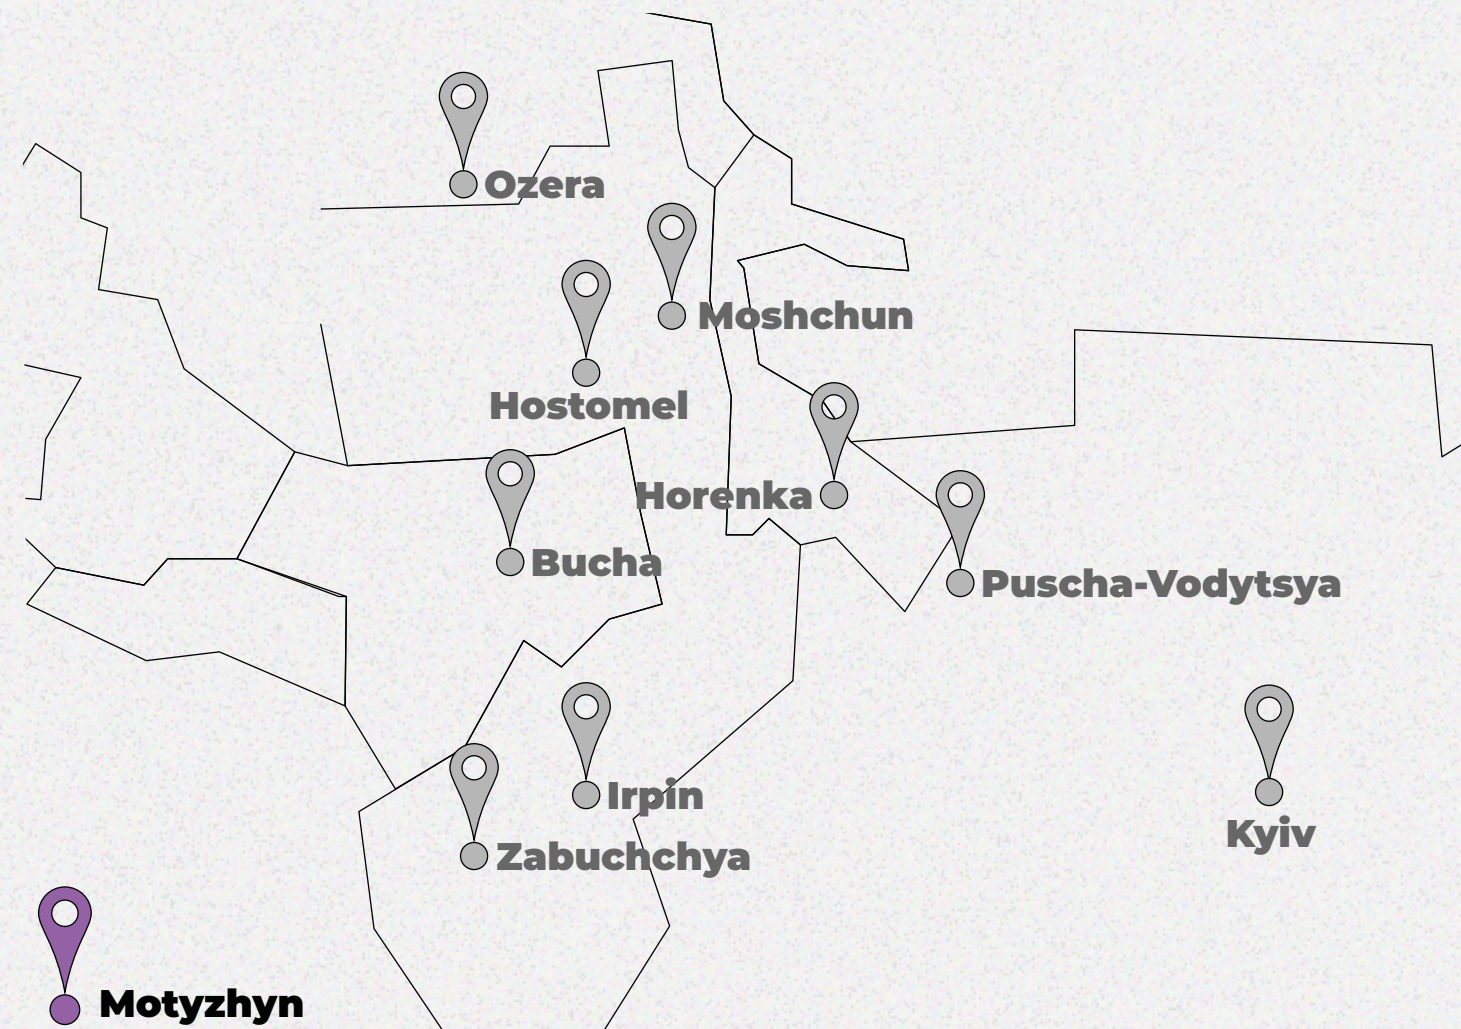 Ozera
Moshchun
Hostomel
Horenka
Bucha
Puscha-Vodytsya
Irpin
Kyiv
Zabuchchya
Motyzhyn